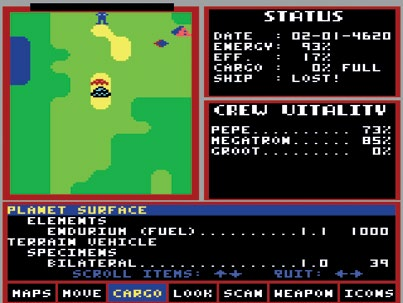 STATUS
DATE : 02-01-4620
ENERGY: 93%
EFF. : 17%
CARGO : 0% FULL
SHIP : LOST!
CREW VITALITY
PEPE.......... 73%
MEGATRON...... 85%
GROOT......... 0%
PLANET SURFACE
ELEMENTS
ENDURIUM (FUEL)..........1.1 1000
TERRAIN VEHICLE
SPECIMENS
BILATERAL................1.0 39
SCROLL ITEMS: ↑↓ QUIT: ←→
MAPS MOVE CARGO LOOK SCAN WEAPON ICONS